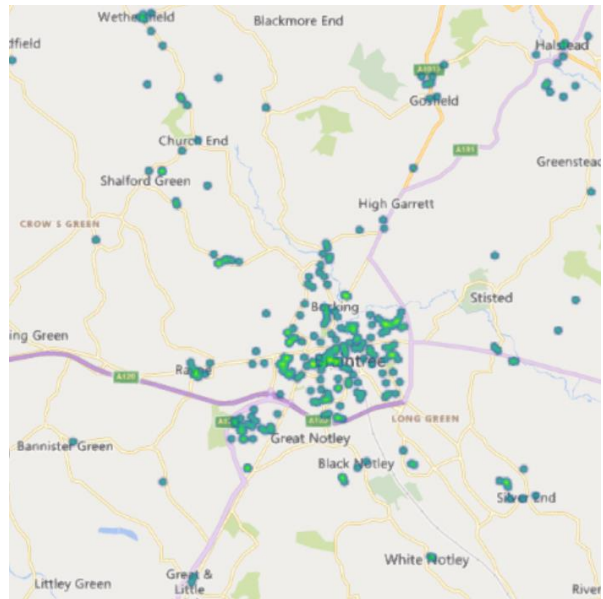 Wethersfield
Blackmore End
dfield
Halstead
Gosfield
Church End
A131
Greenstead
Shalford Green
High Garrett
CROW S GREEN
Stisted
Bocking
ing Green
Braintree
A120
LONG GREEN
Great Notley
Bannister Green
Black Notley
Silver End
White Notley
Great &
Little
Littley Green
River